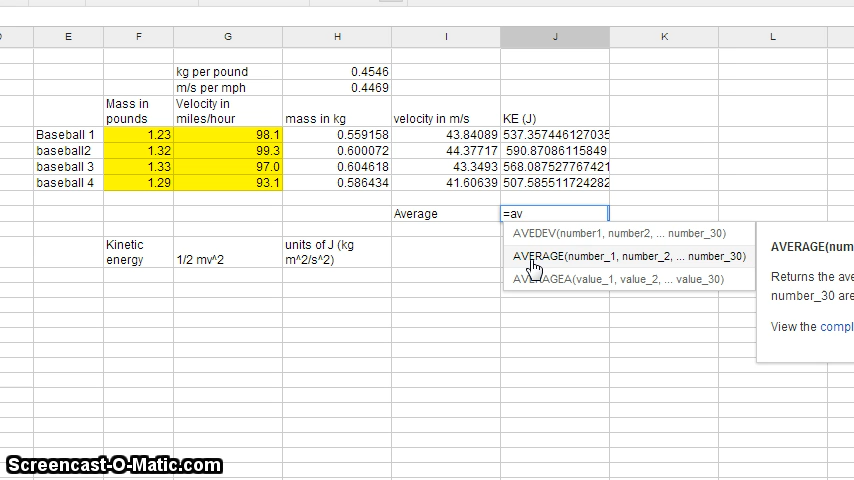 E F G H I J K L
kg per pound 0.4546
m/s per mph 0.4469
Mass in Velocity in
pounds miles/hour mass in kg velocity in m/s KE (J)
Baseball 1 1.23 98.1 0.559158 43.84089 537.357446127035
baseball2 1.32 99.3 0.600072 44.37717 590.87086115849
baseball 3 1.33 97.0 0.604618 43.3493 568.087527767421
baseball 4 1.29 93.1 0.586434 41.60639 507.585511724282
Average =av
AVEDEV(number1, number2, ... number_30)
Kinetic units of J (kg
energy 1/2 mv^2 m^2/s^2)
AVERAGE(number_1, number_2, ... number_30)
AVERAGEA(value_1, value_2, ... value_30)
AVERAGE(num
Returns the ave
number_30 are
View the compl
Screencast-O-Matic.com